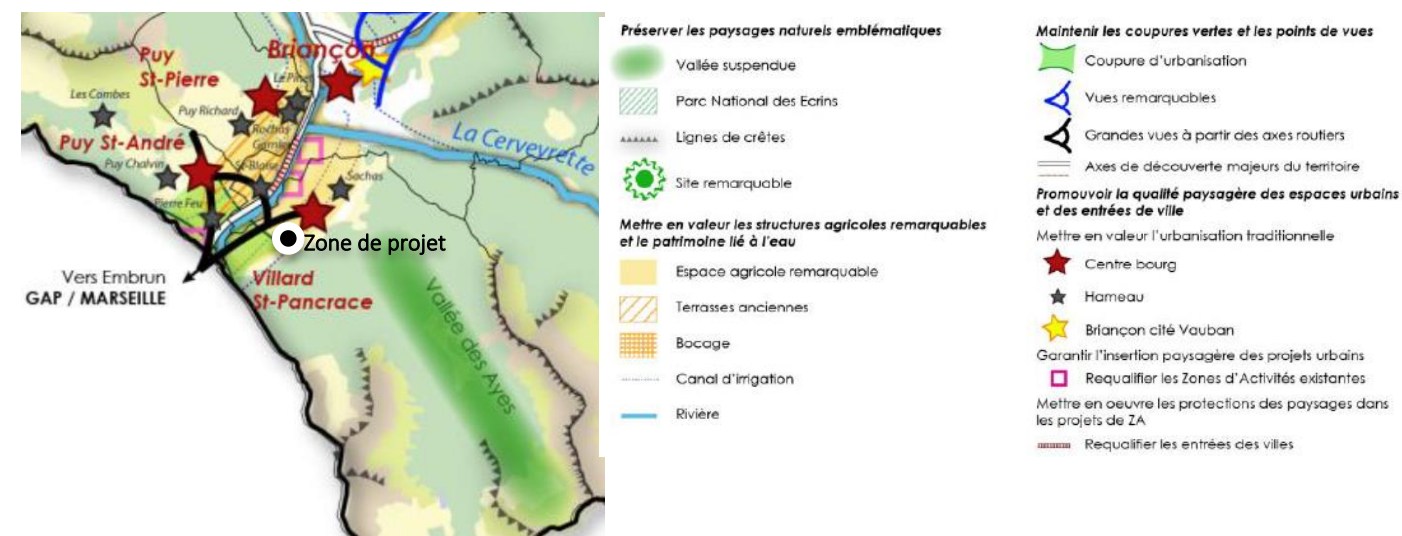 Briançon
Puy
St-Pierre
Le Pinet
Les Combes
Puy Richard
Rochas
Garnier
Puy St-André
St-Blaise
Puy Chalvin
Sachas
Pierre Feu
La Cerveyrette
Zone de projet
Vers Embrun
GAP / MARSEILLE
Villard
St-Pancrace
Vallée des Ayes
Préserver les paysages naturels emblématiques
Vallée suspendue
Parc National des Ecrins
Lignes de crêtes
Site remarquable
Mettre en valeur les structures agricoles remarquables
et le patrimoine lié à l'eau
Espace agricole remarquable
Terrasses anciennes
Bocage
Canal d'irrigation
Rivière
Maintenir les coupures vertes et les points de vues
Coupure d'urbanisation
Vues remarquables
Grandes vues à partir des axes routiers
Axes de découverte majeurs du territoire
Promouvoir la qualité paysagère des espaces urbains
et des entrées de ville
Mettre en valeur l'urbanisation traditionnelle
Centre bourg
Hameau
Briançon cité Vauban
Garantir l'insertion paysagère des projets urbains
Requalifier les Zones d'Activités existantes
Mettre en oeuvre les protections des paysages dans
les projets de ZA
Requalifier les entrées des villes